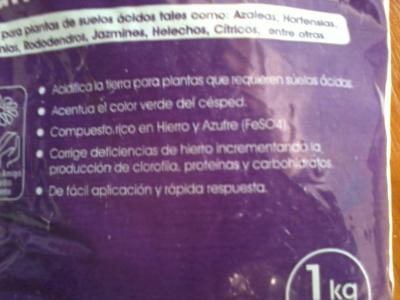 para plantas de suelos ácidos tales como: Azaleas, Hortensias,
nias, Rododendros, Jazmines, Helechos, Cítricos, entre otras.
• Acidifica la tierra para plantas que requieren suelos ácidos.
• Acentúa el color verde del césped.
• Compuesto rico en Hierro y Azufre (FeSO4)
• Corrige deficiencias de hierro incrementando la
producción de clorofila, proteínas y carbohidratos.
• De fácil aplicación y rápida respuesta.
1 kg